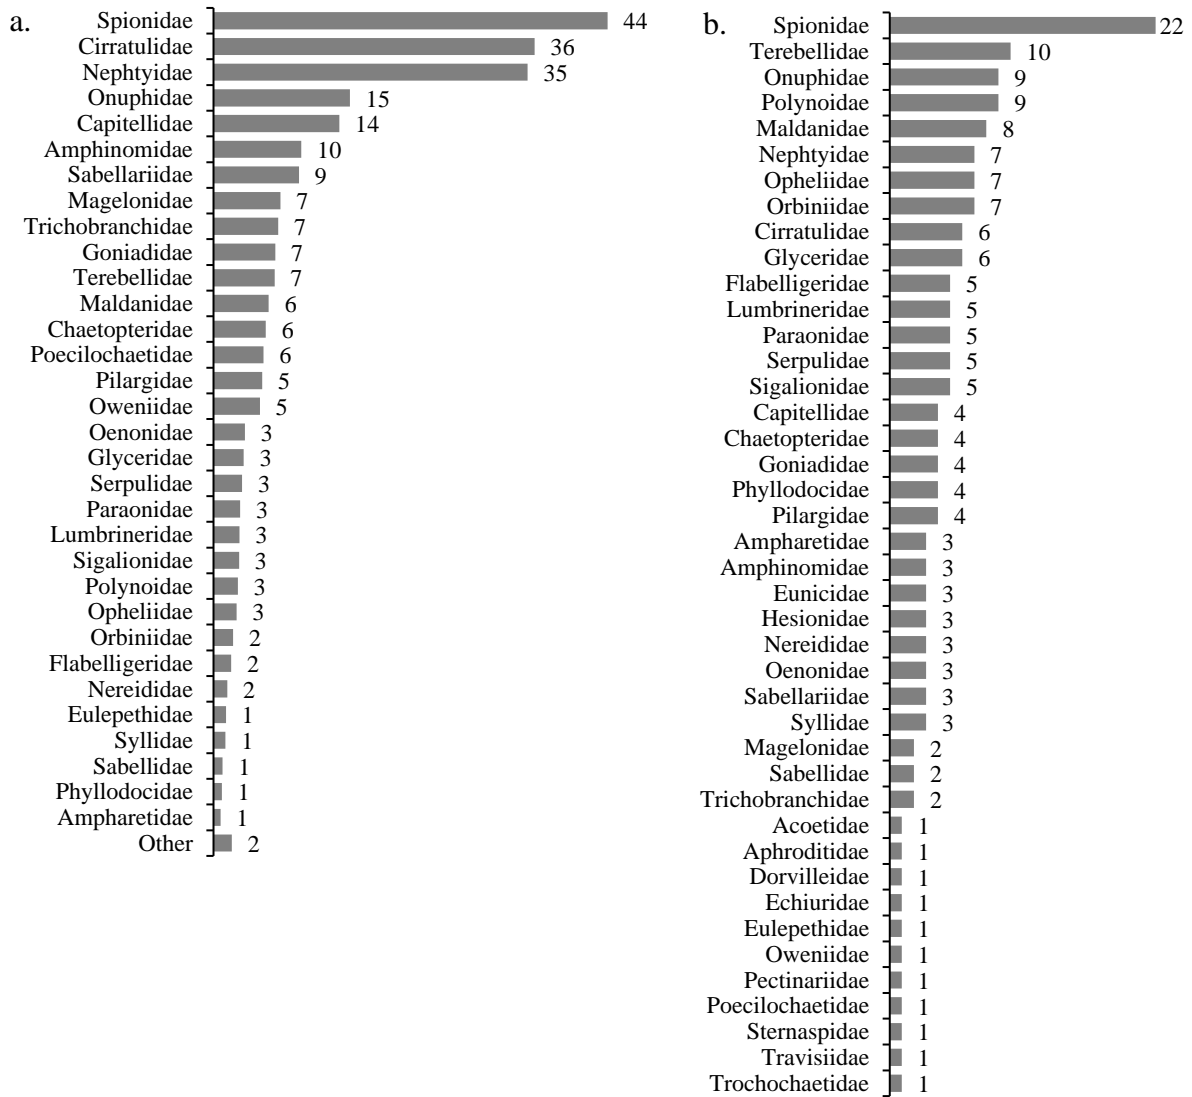 a.
Spionidae 44
Cirratulidae 36
Nephtyidae 35
Onuphidae 15
Capitellidae 14
Amphinomidae 10
Sabellariidae 9
Magelonidae 7
Trichobranchidae 7
Goniadidae 7
Terebellidae 7
Maldanidae 6
Chaetopteridae 6
Poecilochaetidae 6
Pilargidae 5
Oweniidae 5
Oenonidae 3
Glyceridae 3
Serpulidae 3
Paraonidae 3
Lumbrineridae 3
Sigalionidae 3
Polynoidae 3
Opheliidae 3
Orbiniidae 2
Flabelligeridae 2
Nereididae 2
Eulepethidae 1
Syllidae 1
Sabellidae 1
Phyllodocidae 1
Ampharetidae 1
Other 2
b.
Spionidae 22
Terebellidae 10
Onuphidae 9
Polynoidae 9
Maldanidae 8
Nephtyidae 7
Opheliidae 7
Orbiniidae 7
Cirratulidae 6
Glyceridae 6
Flabelligeridae 5
Lumbrineridae 5
Paraonidae 5
Serpulidae 5
Sigalionidae 5
Capitellidae 4
Chaetopteridae 4
Goniadidae 4
Phyllodocidae 4
Pilargidae 4
Ampharetidae 3
Amphinomidae 3
Eunicidae 3
Hesionidae 3
Nereididae 3
Oenonidae 3
Sabellariidae 3
Syllidae 3
Magelonidae 2
Sabellidae 2
Trichobranchidae 2
Acoetidae 1
Aphroditidae 1
Dorvilleidae 1
Echiuridae 1
Eulepethidae 1
Oweniidae 1
Pectinariidae 1
Poecilochaetidae 1
Sternaspidae 1
Travisiidae 1
Trochochaetidae 1